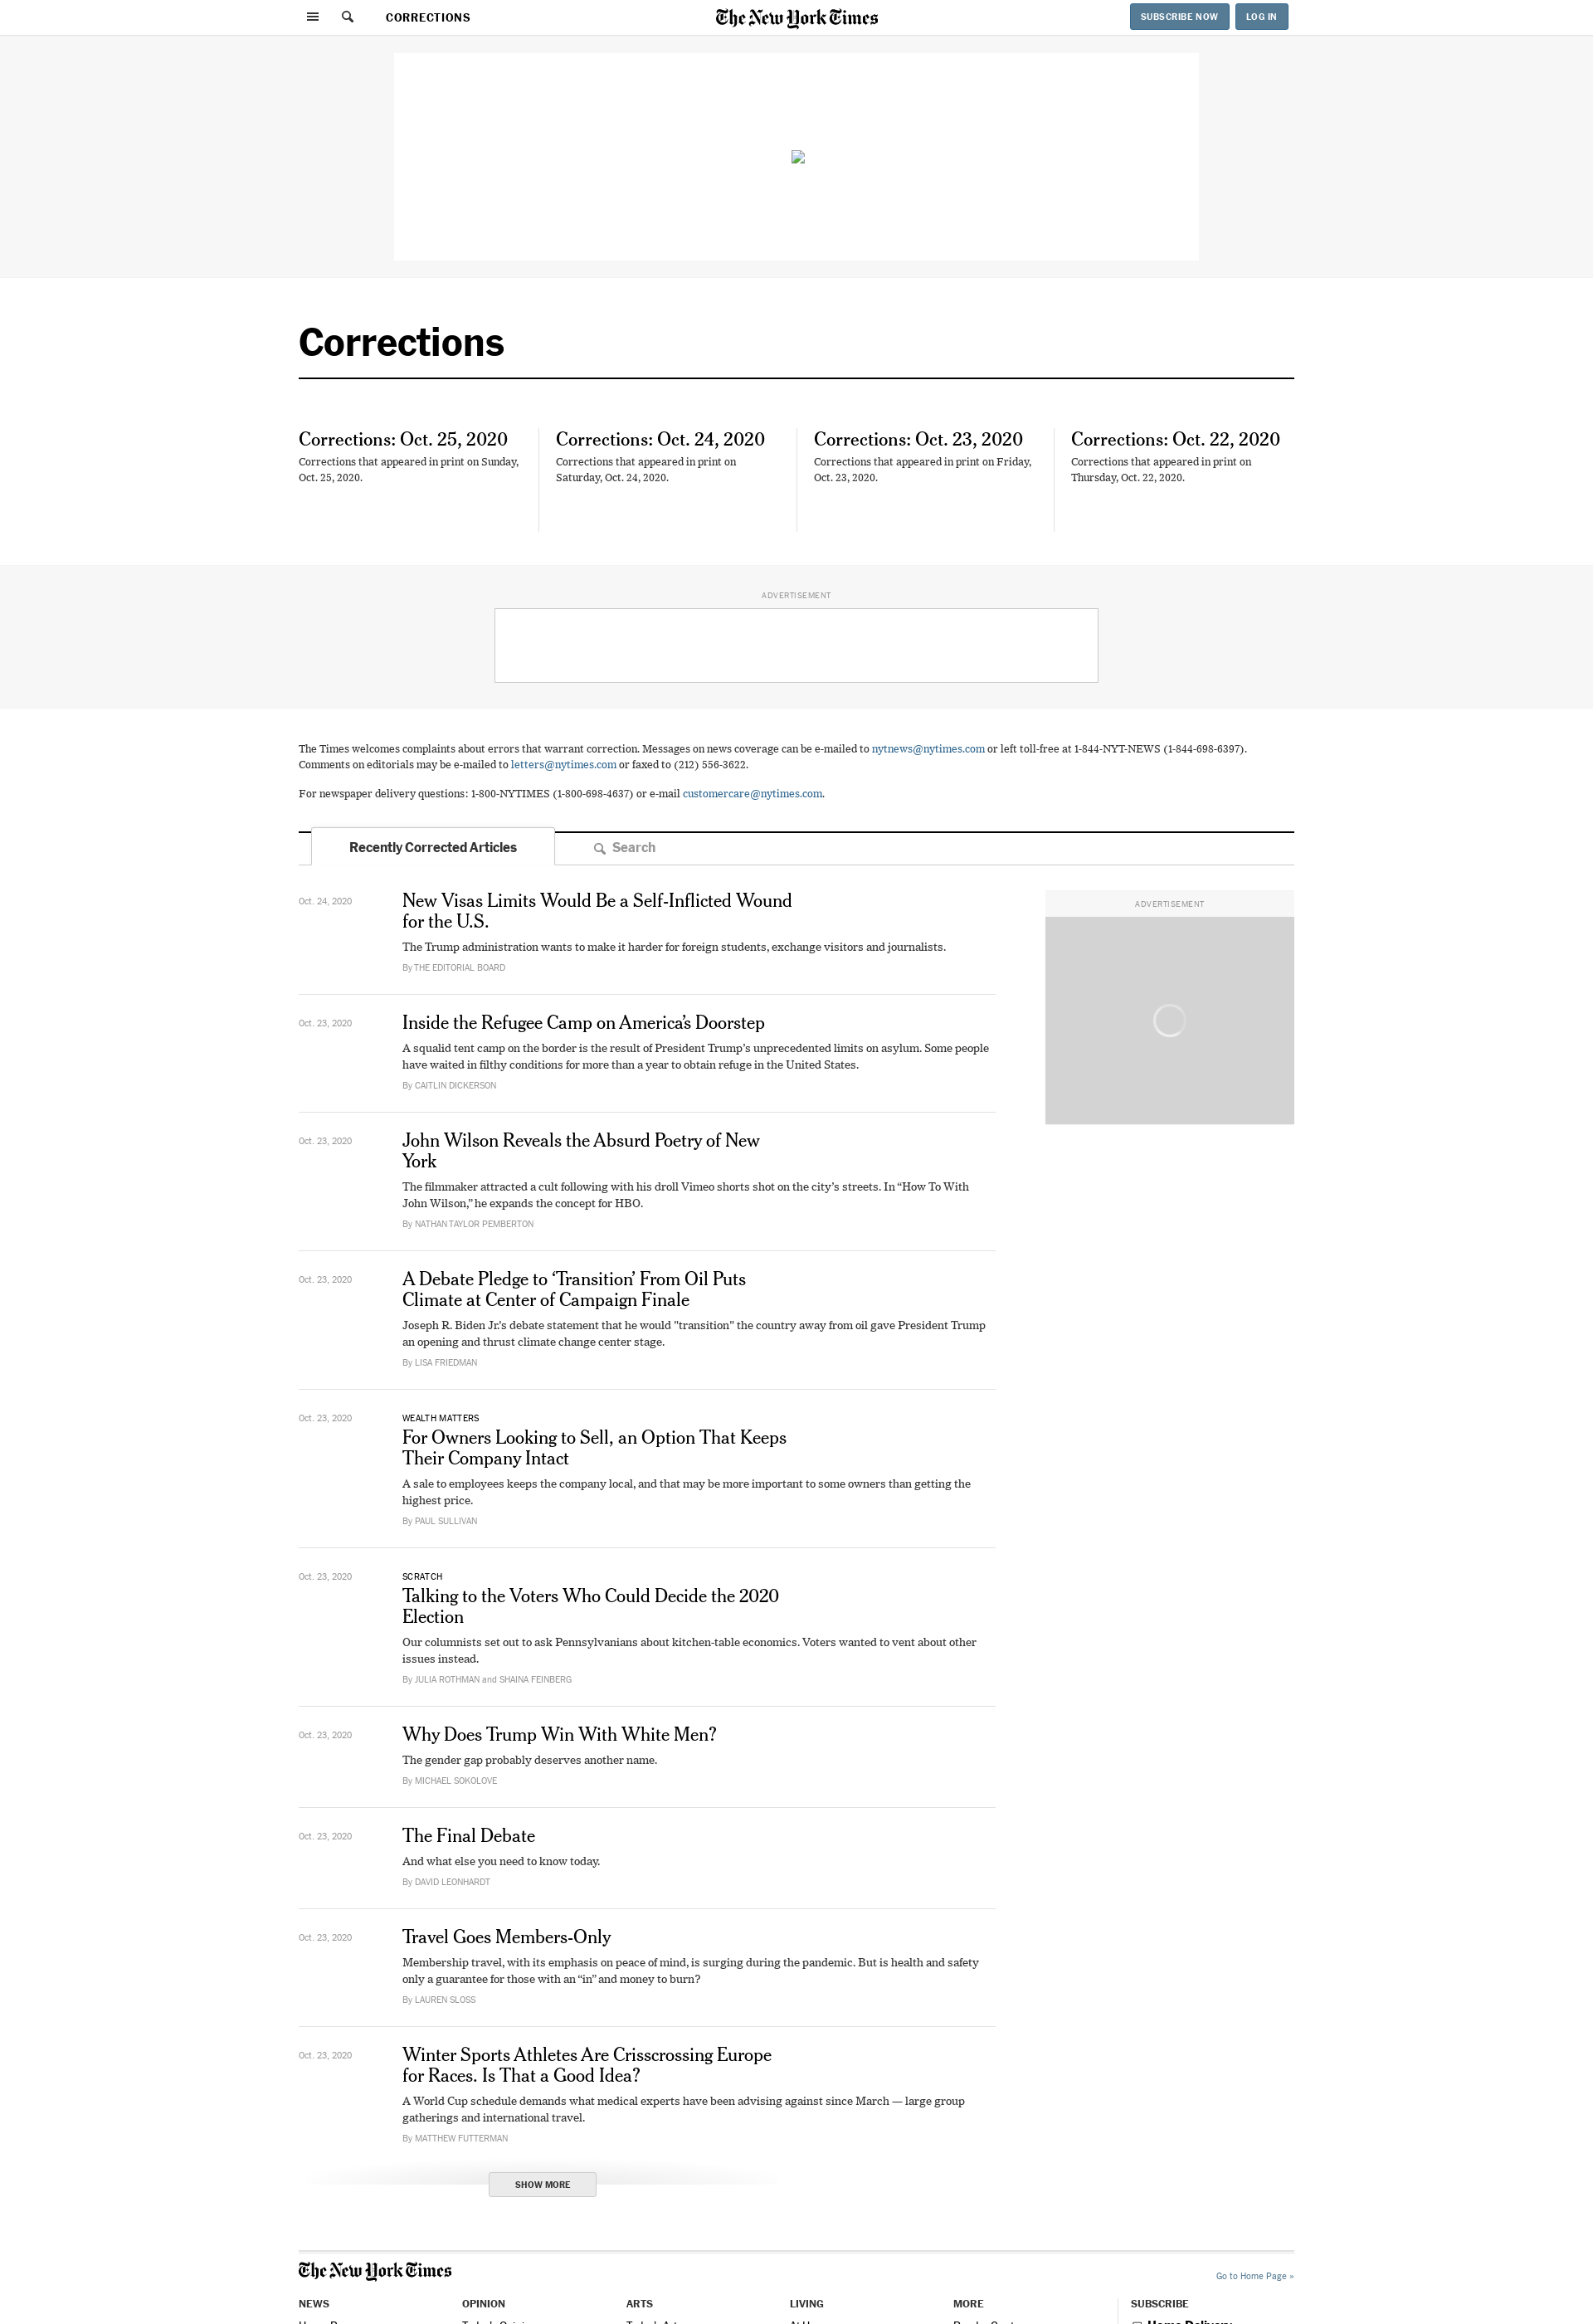 CORRECTIONS
The New York Times
SUBSCRIBE NOW
LOG IN
Corrections
Corrections: Oct. 25, 2020
Corrections that appeared in print on Sunday,
Oct. 25, 2020.
Corrections: Oct. 24, 2020
Corrections that appeared in print on
Saturday, Oct. 24, 2020.
Corrections: Oct. 23, 2020
Corrections that appeared in print on Friday,
Oct. 23, 2020.
Corrections: Oct. 22, 2020
Corrections that appeared in print on
Thursday, Oct. 22, 2020.
ADVERTISEMENT
The Times welcomes complaints about errors that warrant correction. Messages on news coverage can be e-mailed to nytnews@nytimes.com or left toll-free at 1-844-NYT-NEWS (1-844-698-6397).
Comments on editorials may be e-mailed to letters@nytimes.com or faxed to (212) 556-3622.
For newspaper delivery questions: 1-800-NYTIMES (1-800-698-4637) or e-mail customercare@nytimes.com.
Recently Corrected Articles
Search
Oct. 24, 2020
New Visas Limits Would Be a Self-Inflicted Wound
for the U.S.
The Trump administration wants to make it harder for foreign students, exchange visitors and journalists.
By THE EDITORIAL BOARD
ADVERTISEMENT
Oct. 23, 2020
Inside the Refugee Camp on America’s Doorstep
A squalid tent camp on the border is the result of President Trump’s unprecedented limits on asylum. Some people
have waited in filthy conditions for more than a year to obtain refuge in the United States.
By CAITLIN DICKERSON
Oct. 23, 2020
John Wilson Reveals the Absurd Poetry of New
York
The filmmaker attracted a cult following with his droll Vimeo shorts shot on the city’s streets. In “How To With
John Wilson,” he expands the concept for HBO.
By NATHAN TAYLOR PEMBERTON
Oct. 23, 2020
A Debate Pledge to ‘Transition’ From Oil Puts
Climate at Center of Campaign Finale
Joseph R. Biden Jr.'s debate statement that he would "transition" the country away from oil gave President Trump
an opening and thrust climate change center stage.
By LISA FRIEDMAN
Oct. 23, 2020
WEALTH MATTERS
For Owners Looking to Sell, an Option That Keeps
Their Company Intact
A sale to employees keeps the company local, and that may be more important to some owners than getting the
highest price.
By PAUL SULLIVAN
Oct. 23, 2020
SCRATCH
Talking to the Voters Who Could Decide the 2020
Election
Our columnists set out to ask Pennsylvanians about kitchen-table economics. Voters wanted to vent about other
issues instead.
By JULIA ROTHMAN and SHAINA FEINBERG
Oct. 23, 2020
Why Does Trump Win With White Men?
The gender gap probably deserves another name.
By MICHAEL SOKOLOVE
Oct. 23, 2020
The Final Debate
And what else you need to know today.
By DAVID LEONHARDT
Oct. 23, 2020
Travel Goes Members-Only
Membership travel, with its emphasis on peace of mind, is surging during the pandemic. But is health and safety
only a guarantee for those with an “in” and money to burn?
By LAUREN SLOSS
Oct. 23, 2020
Winter Sports Athletes Are Crisscrossing Europe
for Races. Is That a Good Idea?
A World Cup schedule demands what medical experts have been advising against since March — large group
gatherings and international travel.
By MATTHEW FUTTERMAN
SHOW MORE
The New York Times
Go to Home Page »
NEWS
OPINION
ARTS
LIVING
MORE
SUBSCRIBE